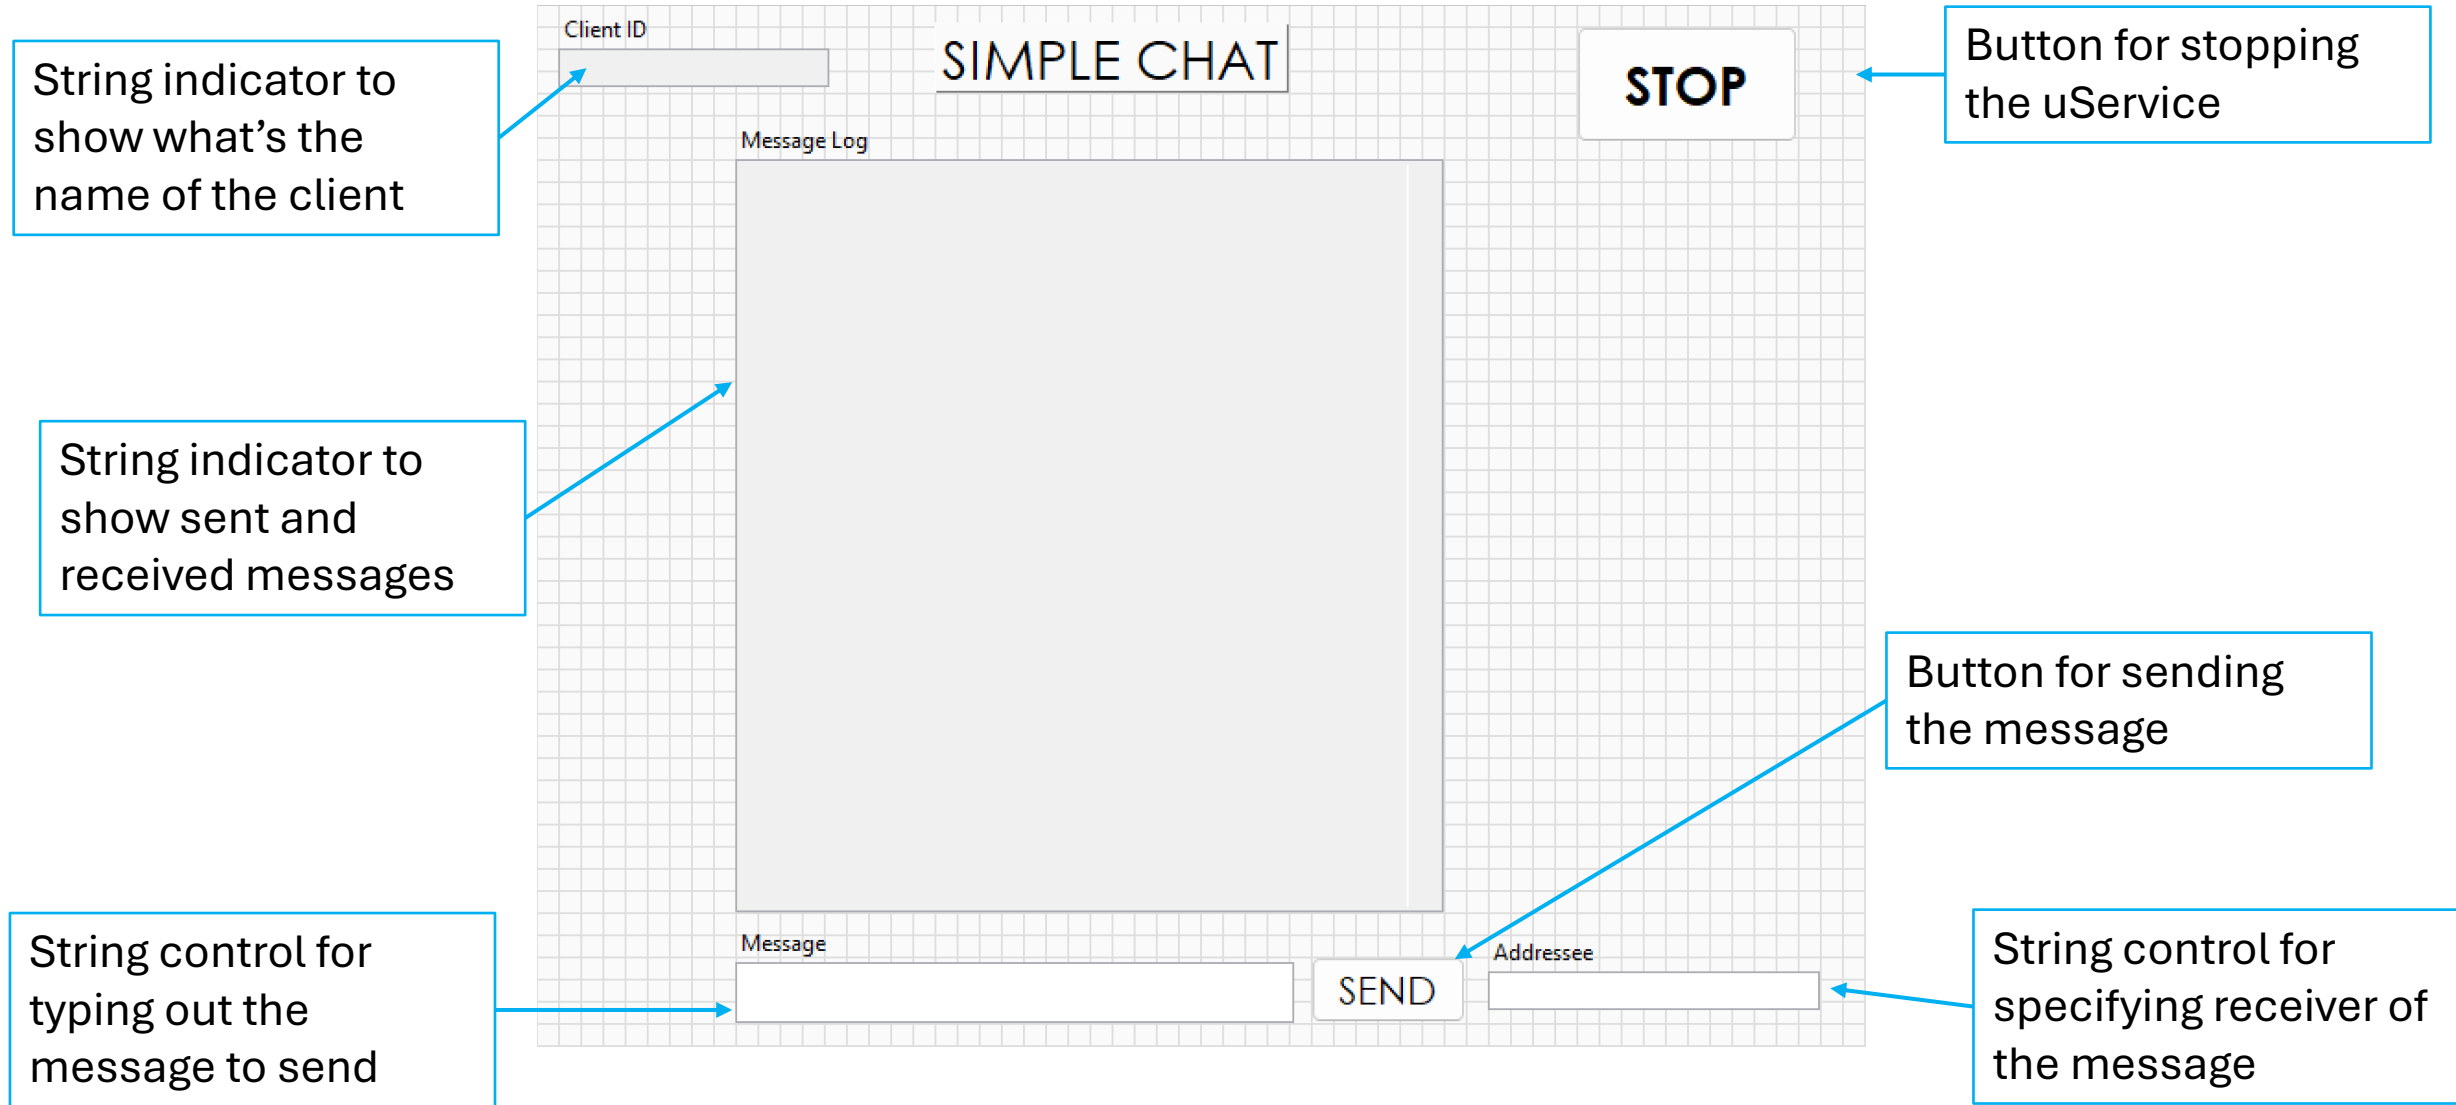 Client ID
SIMPLE CHAT
STOP
Button for stopping
the uService
String indicator to
show what’s the
name of the client
Message Log
String indicator to
show sent and
received messages
Button for sending
the message
String control for
typing out the
message to send
Message
SEND
Addressee
String control for
specifying receiver of
the message